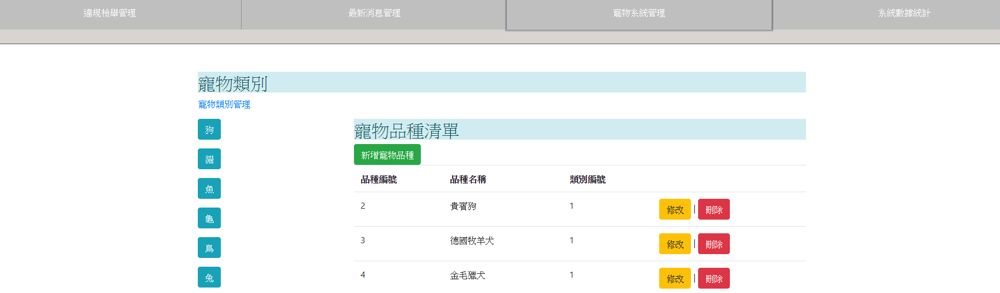 違規檢舉管理 最新消息管理 寵物系統管理 系統數據統計
寵物類別
寵物類別管理
狗
貓
魚
龜
鳥
兔
寵物品種清單
新增寵物品種
品種編號 品種名稱 類別編號
2 貴賓狗 1 修改 | 刪除
3 德國牧羊犬 1 修改 | 刪除
4 金毛獵犬 1 修改 | 刪除